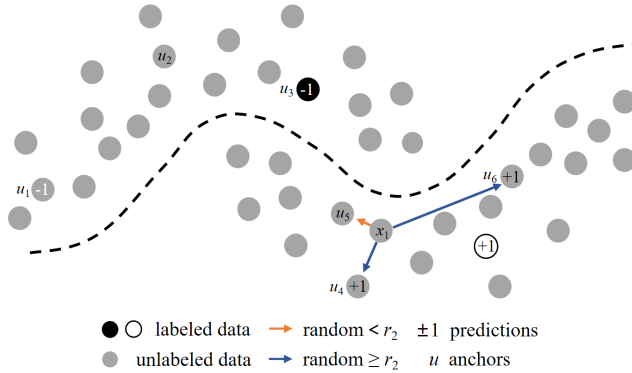 u2
u3 -1
u6 +1
u1 -1
u5
x1
+1
u4 +1
labeled data random < r2 ±1 predictions
unlabeled data random ≥ r2 u anchors